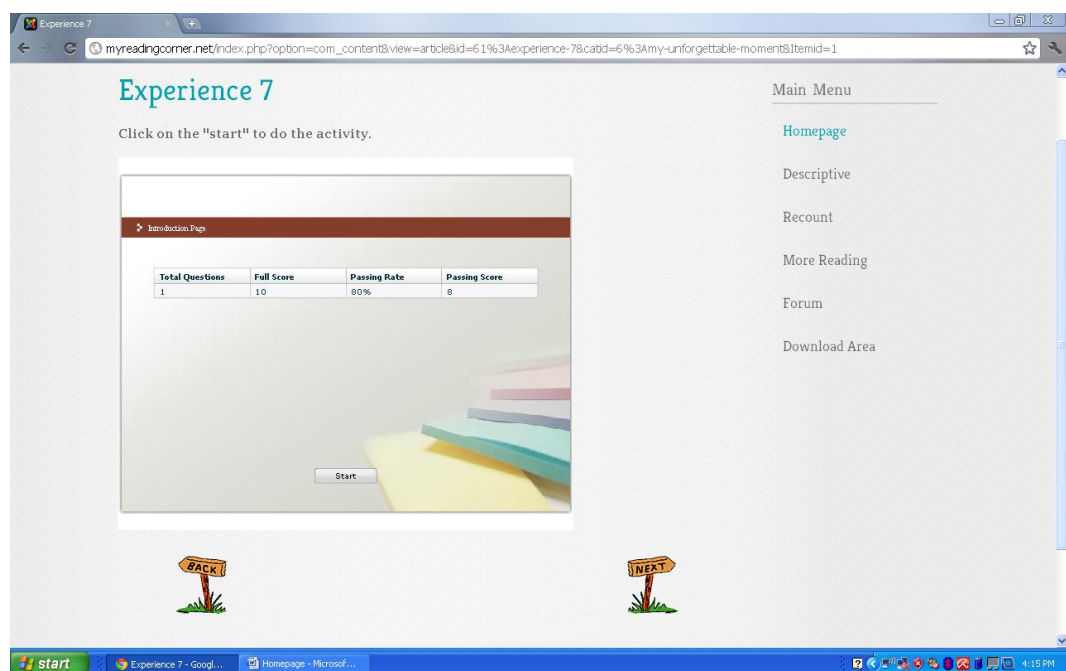 Experience 7
myreadingcorner.net/index.php?option=com_content&view=article&id=61%3Aexperience-7&catid=6%3Amy-unforgettable-moment&Itemid=1
Experience 7
Click on the "start" to do the activity.
Introduction Page
Total Questions Full Score Passing Rate Passing Score
1 10 80% 8
Start
BACK
NEXT
Main Menu
Homepage
Descriptive
Recount
More Reading
Forum
Download Area
start
Experience 7 - Googl...
Homepage - Microsof...
4:15 PM